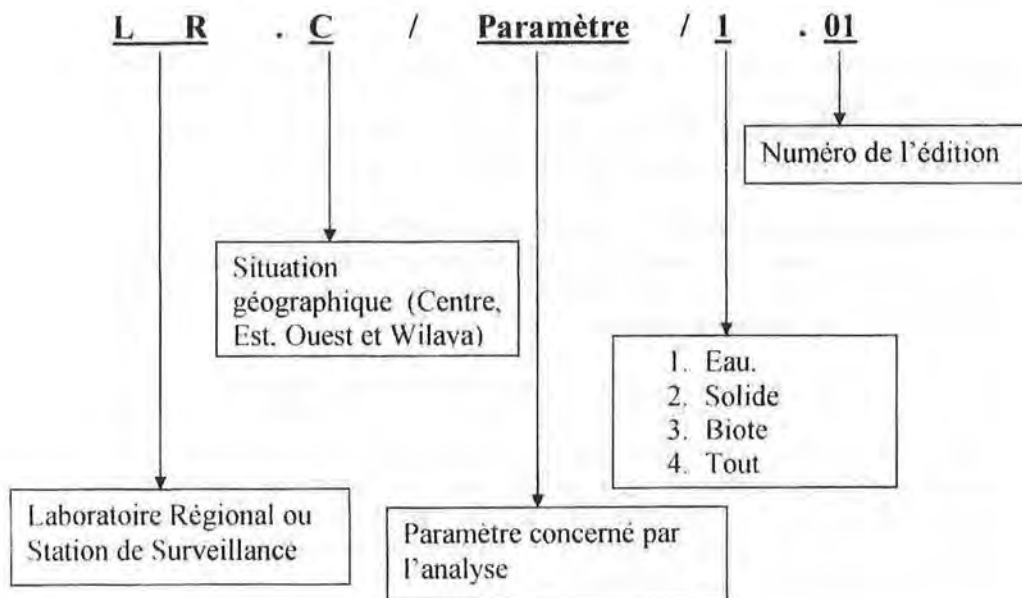 L R . C / Paramètre / 1 . 01
Numéro de l'édition
Situation
géographique (Centre,
Est. Ouest et Wilaya)
1. Eau.
2. Solide
3. Biote
4. Tout
Laboratoire Régional ou
Station de Surveillance
Paramètre concerné par
l'analyse